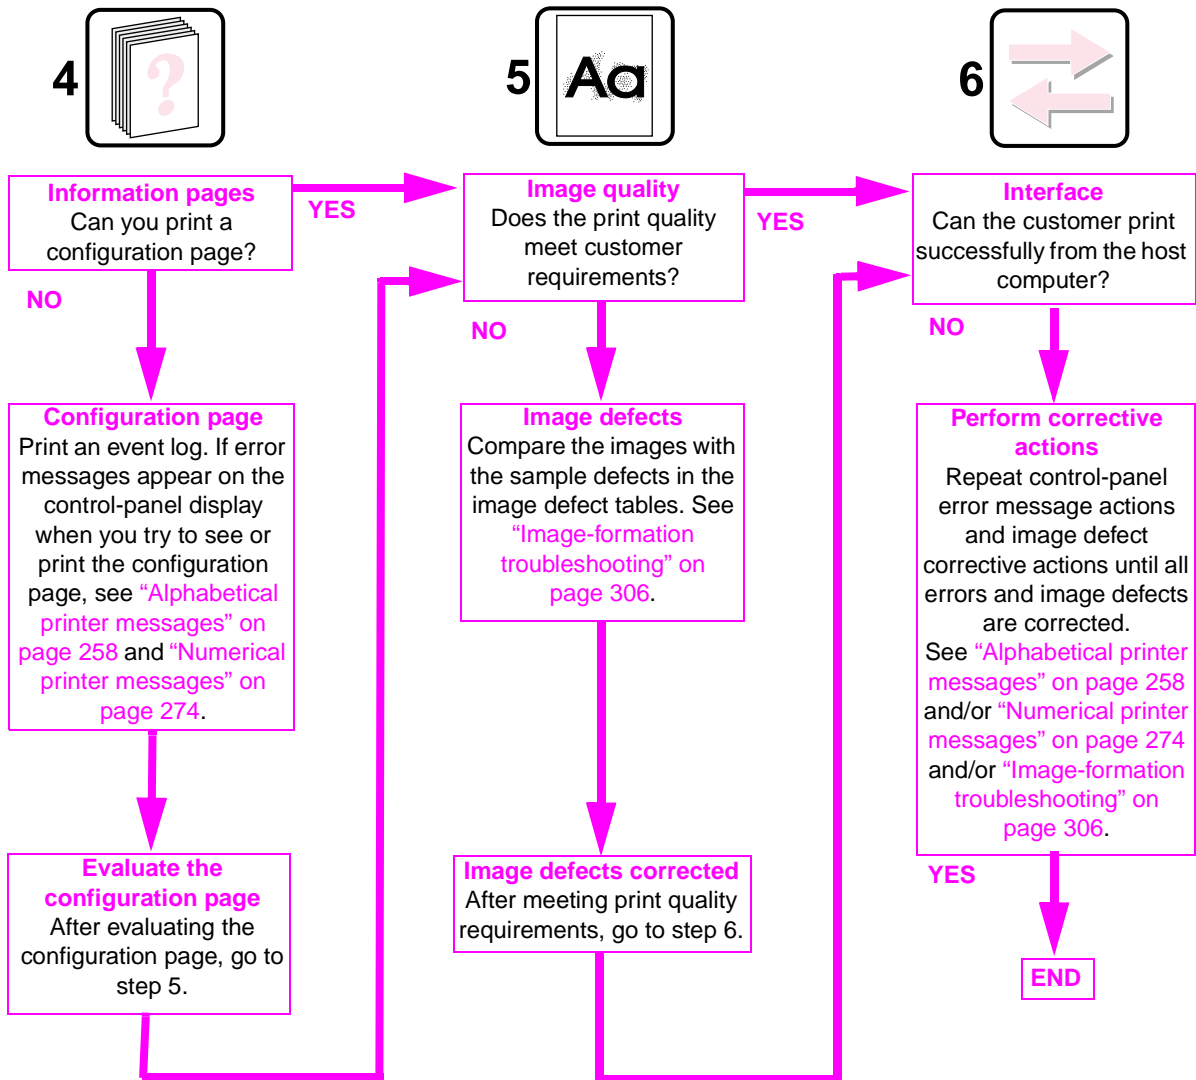 4
?
Information pages
Can you print a
configuration page?
YES
NO
Configuration page
Print an event log. If error
messages appear on the
control-panel display
when you try to see or
print the configuration
page, see “Alphabetical
printer messages” on
page 258 and “Numerical
printer messages” on
page 274.
Evaluate the
configuration page
After evaluating the
configuration page, go to
step 5.
5
Aa
Image quality
Does the print quality
meet customer
requirements?
YES
NO
Image defects
Compare the images with
the sample defects in the
image defect tables. See
“Image-formation
troubleshooting” on
page 306.
Image defects corrected
After meeting print quality
requirements, go to step 6.
6
Interface
Can the customer print
successfully from the host
computer?
NO
Perform corrective
actions
Repeat control-panel
error message actions
and image defect
corrective actions until all
errors and image defects
are corrected.
See “Alphabetical printer
messages” on page 258
and/or “Numerical printer
messages” on page 274
and/or “Image-formation
troubleshooting” on
page 306.
YES
END